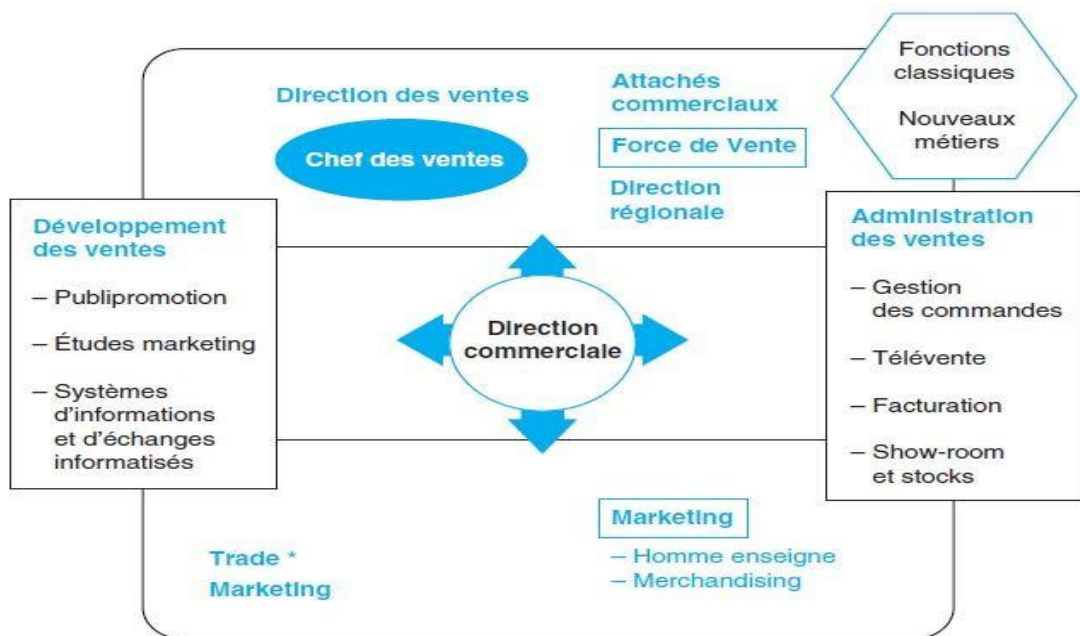 Fonctions
classiques
Nouveaux
métiers
Direction des ventes
Chef des ventes
Attachés
commerciaux
Force de Vente
Direction
régionale
Développement
des ventes
– Publipromotion
– Études marketing
– Systèmes
d'informations
et d'échanges
informatisés
Direction
commerciale
Administration
des ventes
– Gestion
des commandes
– Télévente
– Facturation
– Show-room
et stocks
Trade *
Marketing
Marketing
– Homme enseigne
– Merchandising